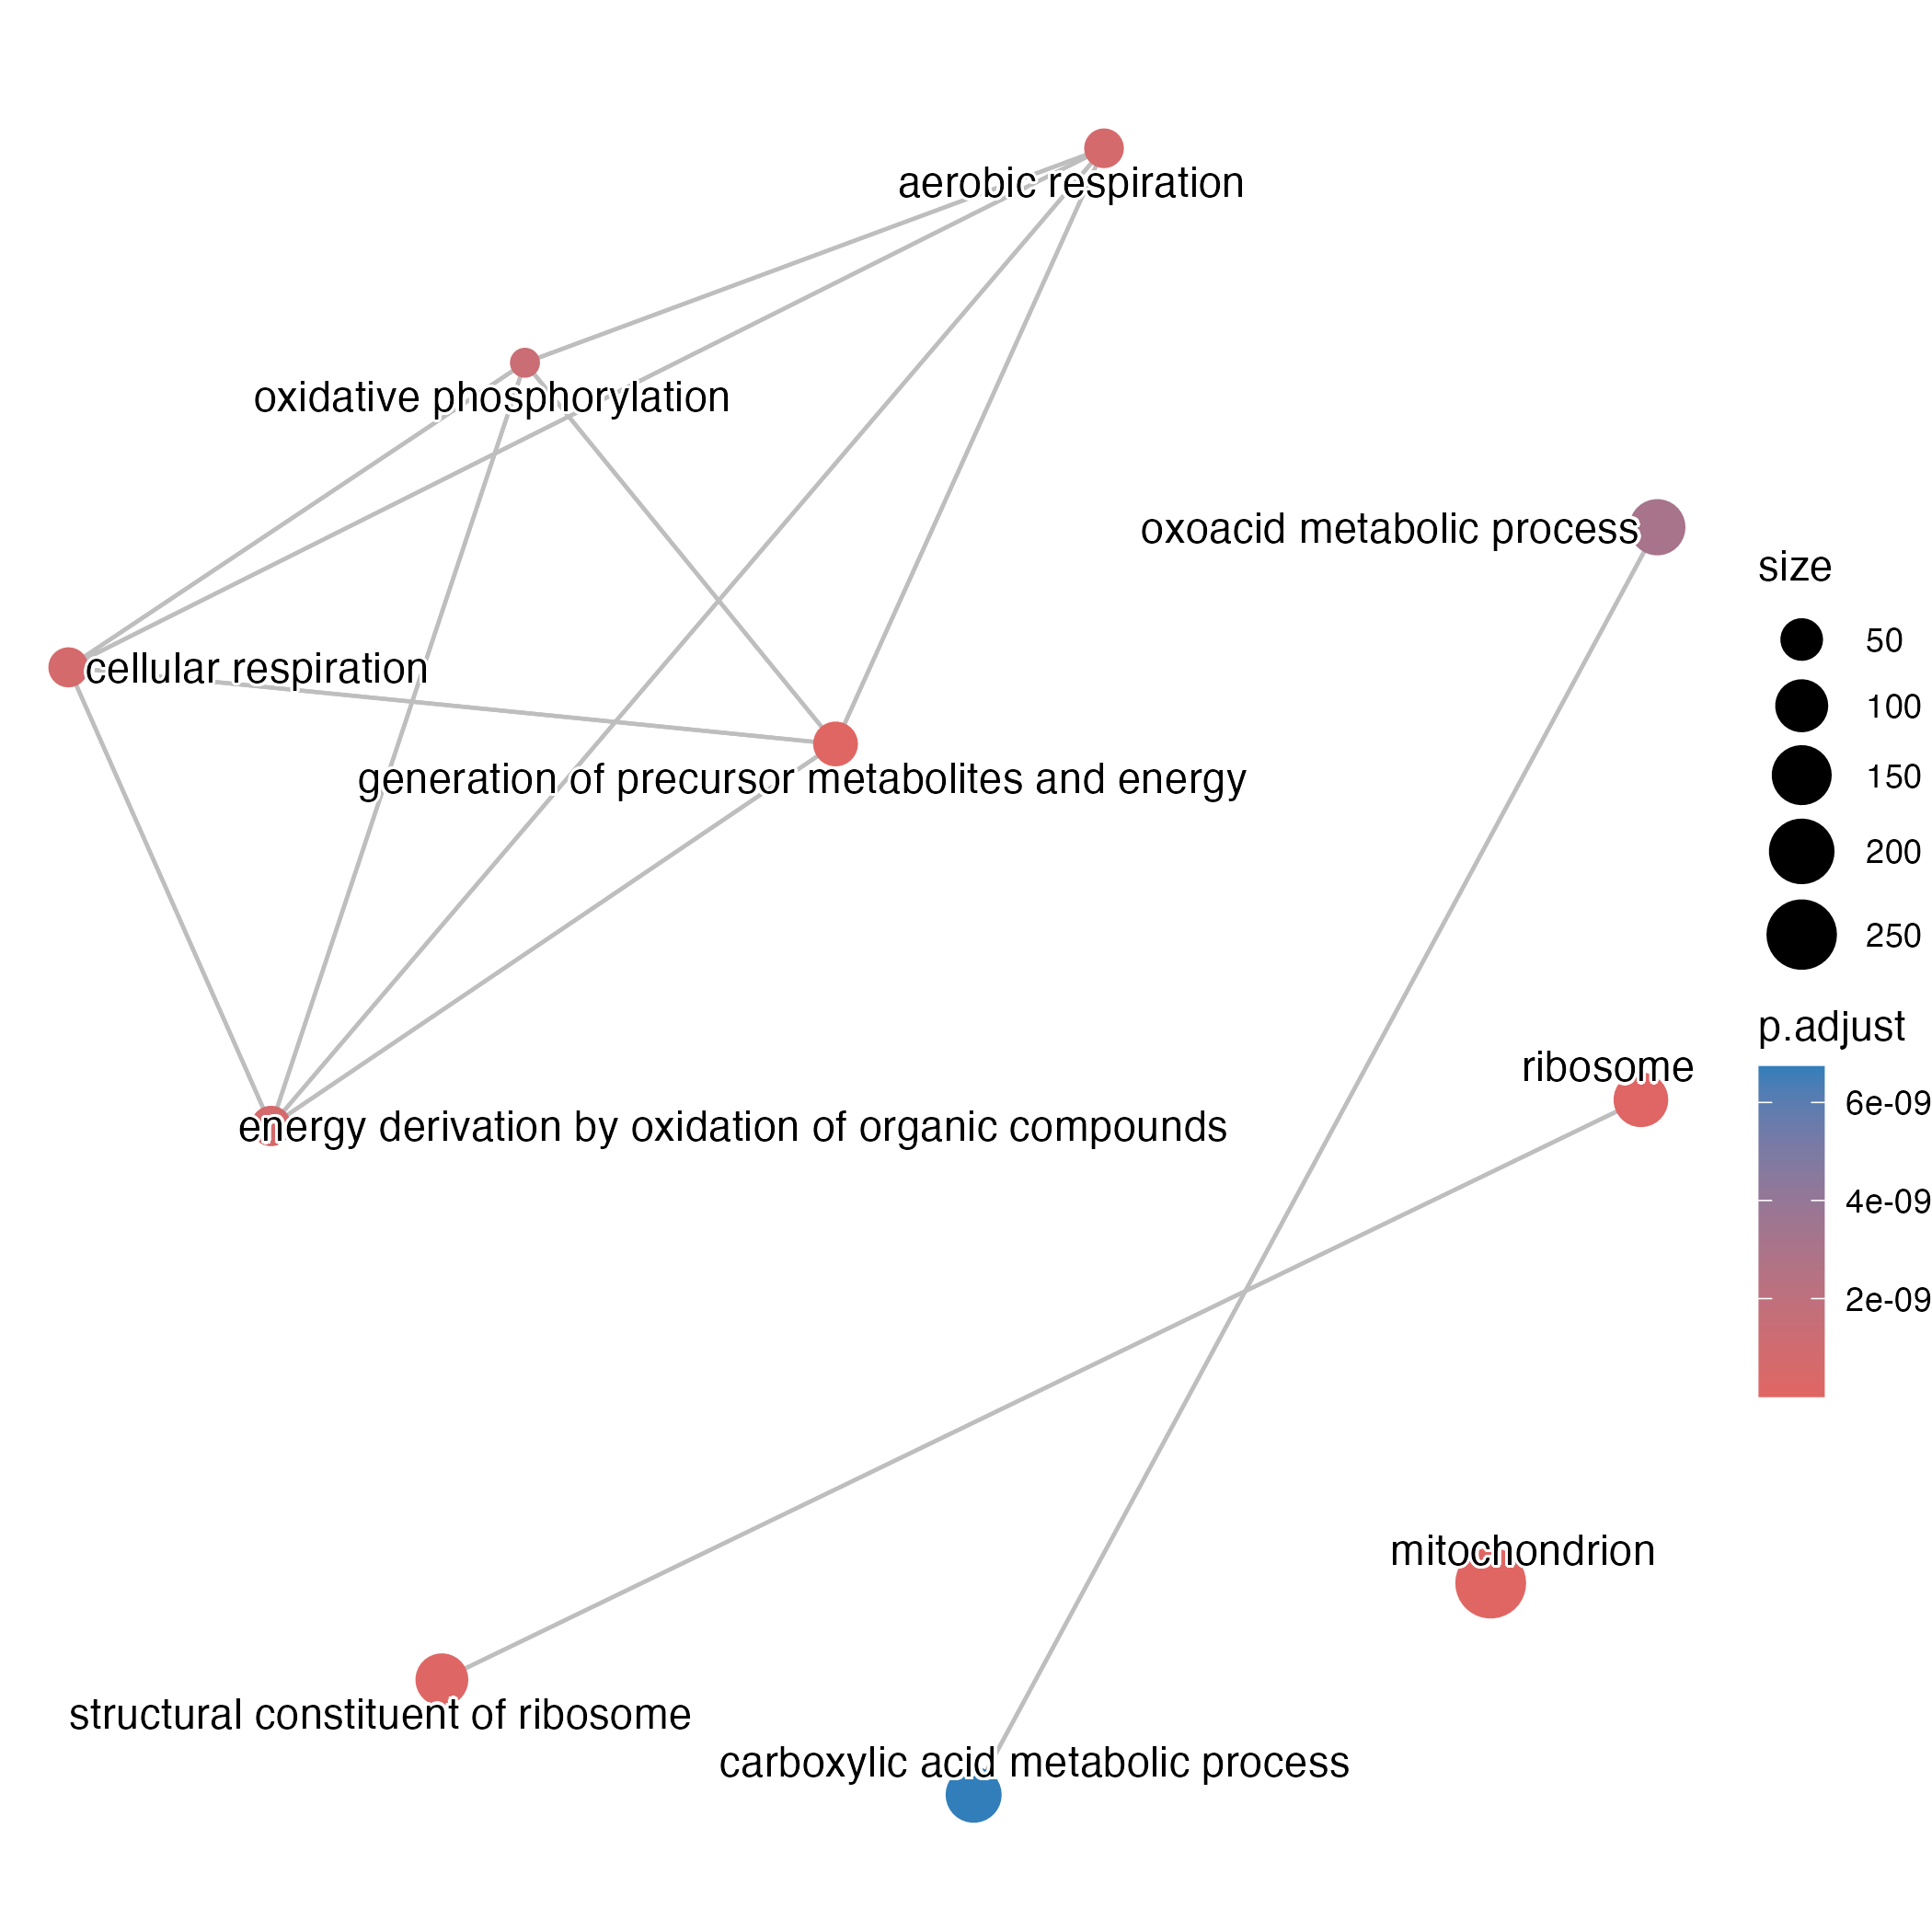 aerobic respiration
oxidative phosphorylation
oxoacid metabolic process
cellular respiration
generation of precursor metabolites and energy
energy derivation by oxidation of organic compounds
ribosome
mitochondrion
structural constituent of ribosome
carboxylic acid metabolic process
size
50
100
150
200
250
p.adjust
6e-09
4e-09
2e-09